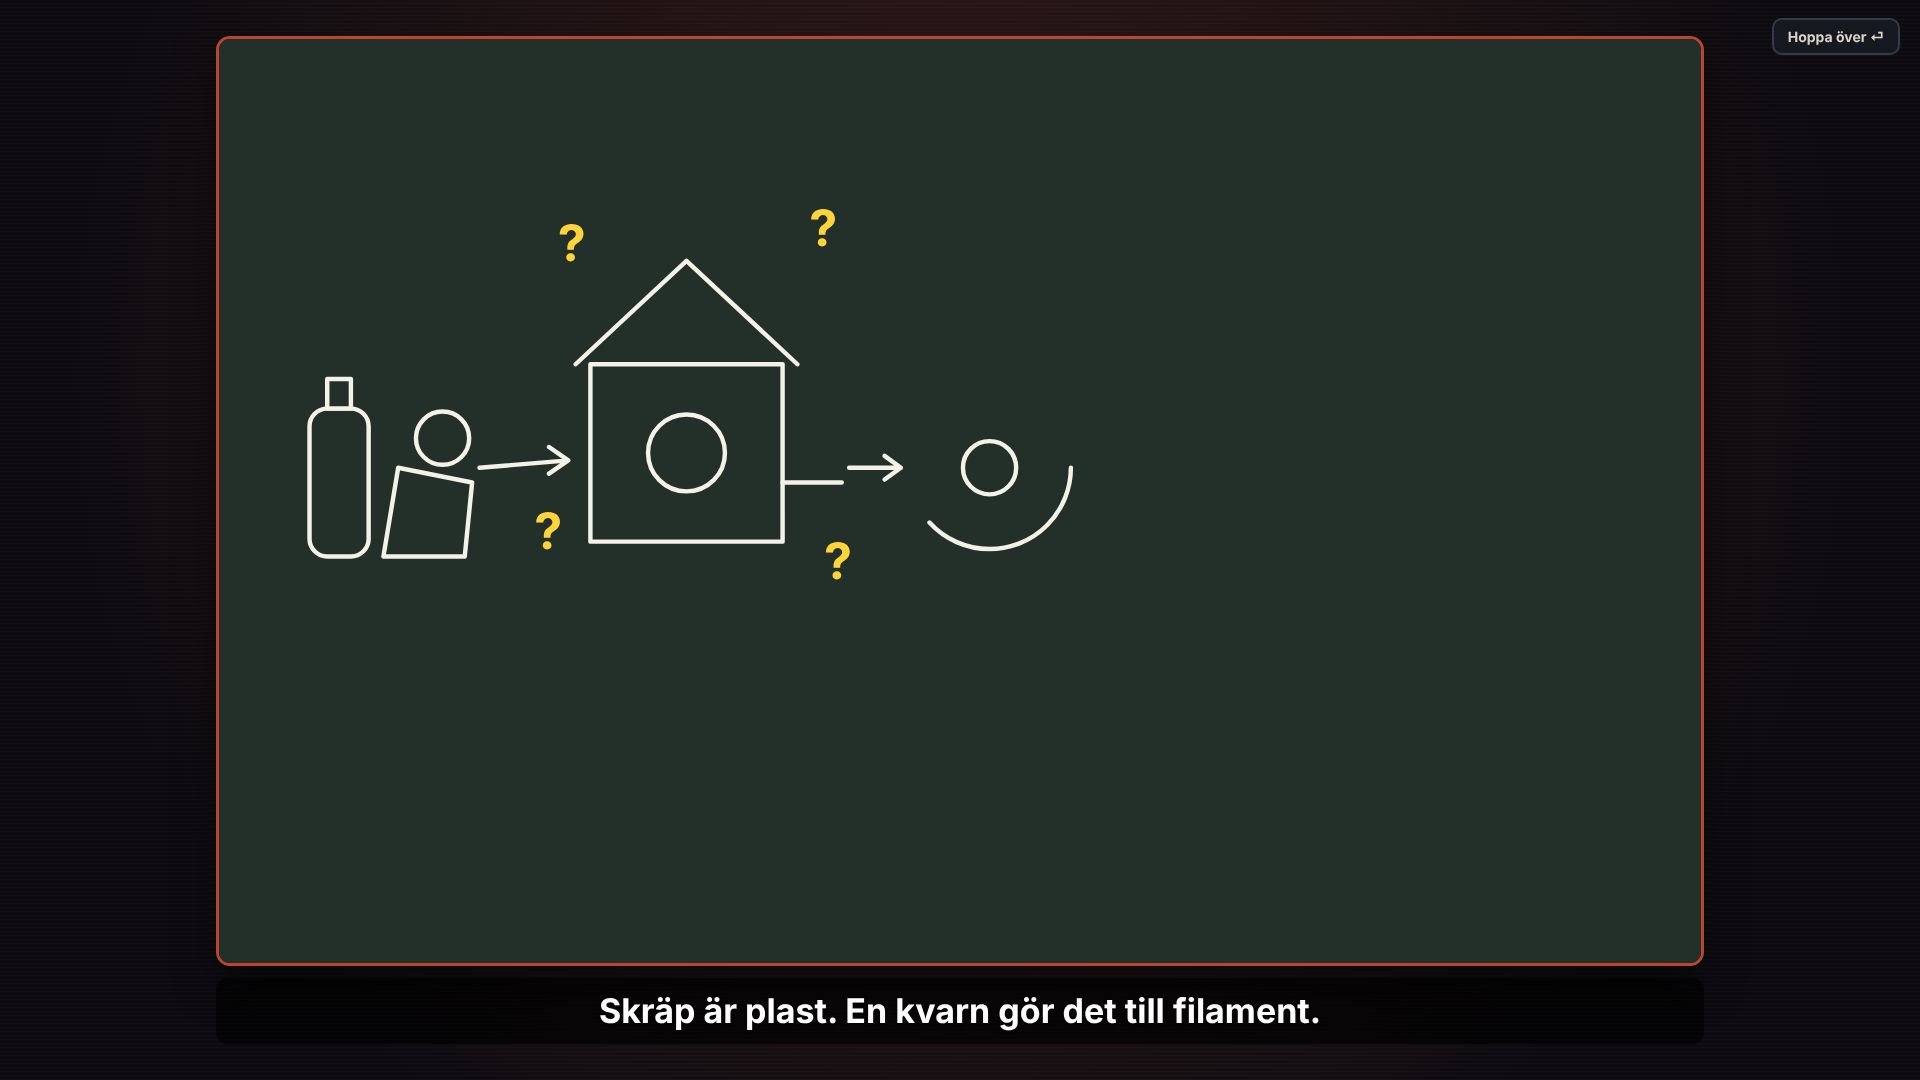 Hoppa över ⏎
?
?
?
?
Skräp är plast. En kvarn gör det till filament.